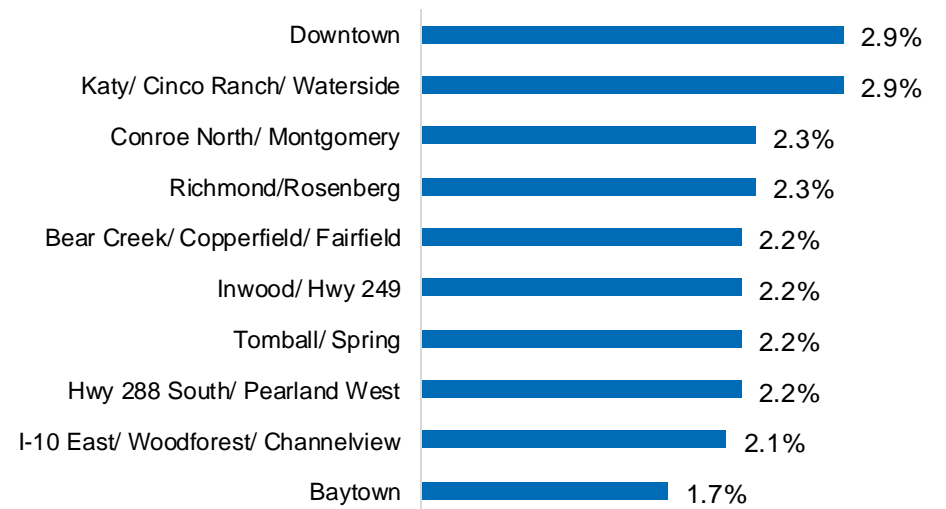 Downtown 2.9%
Katy/ Cinco Ranch/ Waterside 2.9%
Conroe North/ Montgomery 2.3%
Richmond/Rosenberg 2.3%
Bear Creek/ Copperfield/ Fairfield 2.2%
Inwood/ Hwy 249 2.2%
Tomball/ Spring 2.2%
Hwy 288 South/ Pearland West 2.2%
I-10 East/ Woodforest/ Channelview 2.1%
Baytown 1.7%